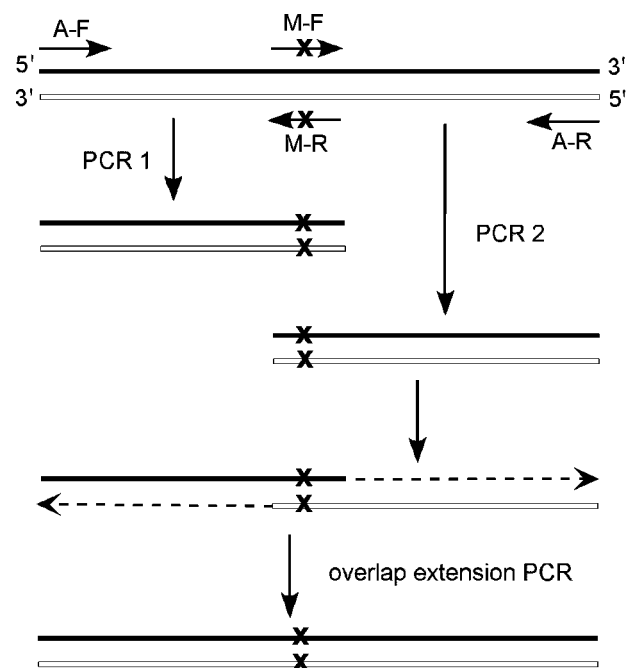 A-F
M-F
X
5' 3'
3' 5'
X
M-R
A-R
PCR 1
X
X
PCR 2
X
X
X
X
overlap extension PCR
X
X